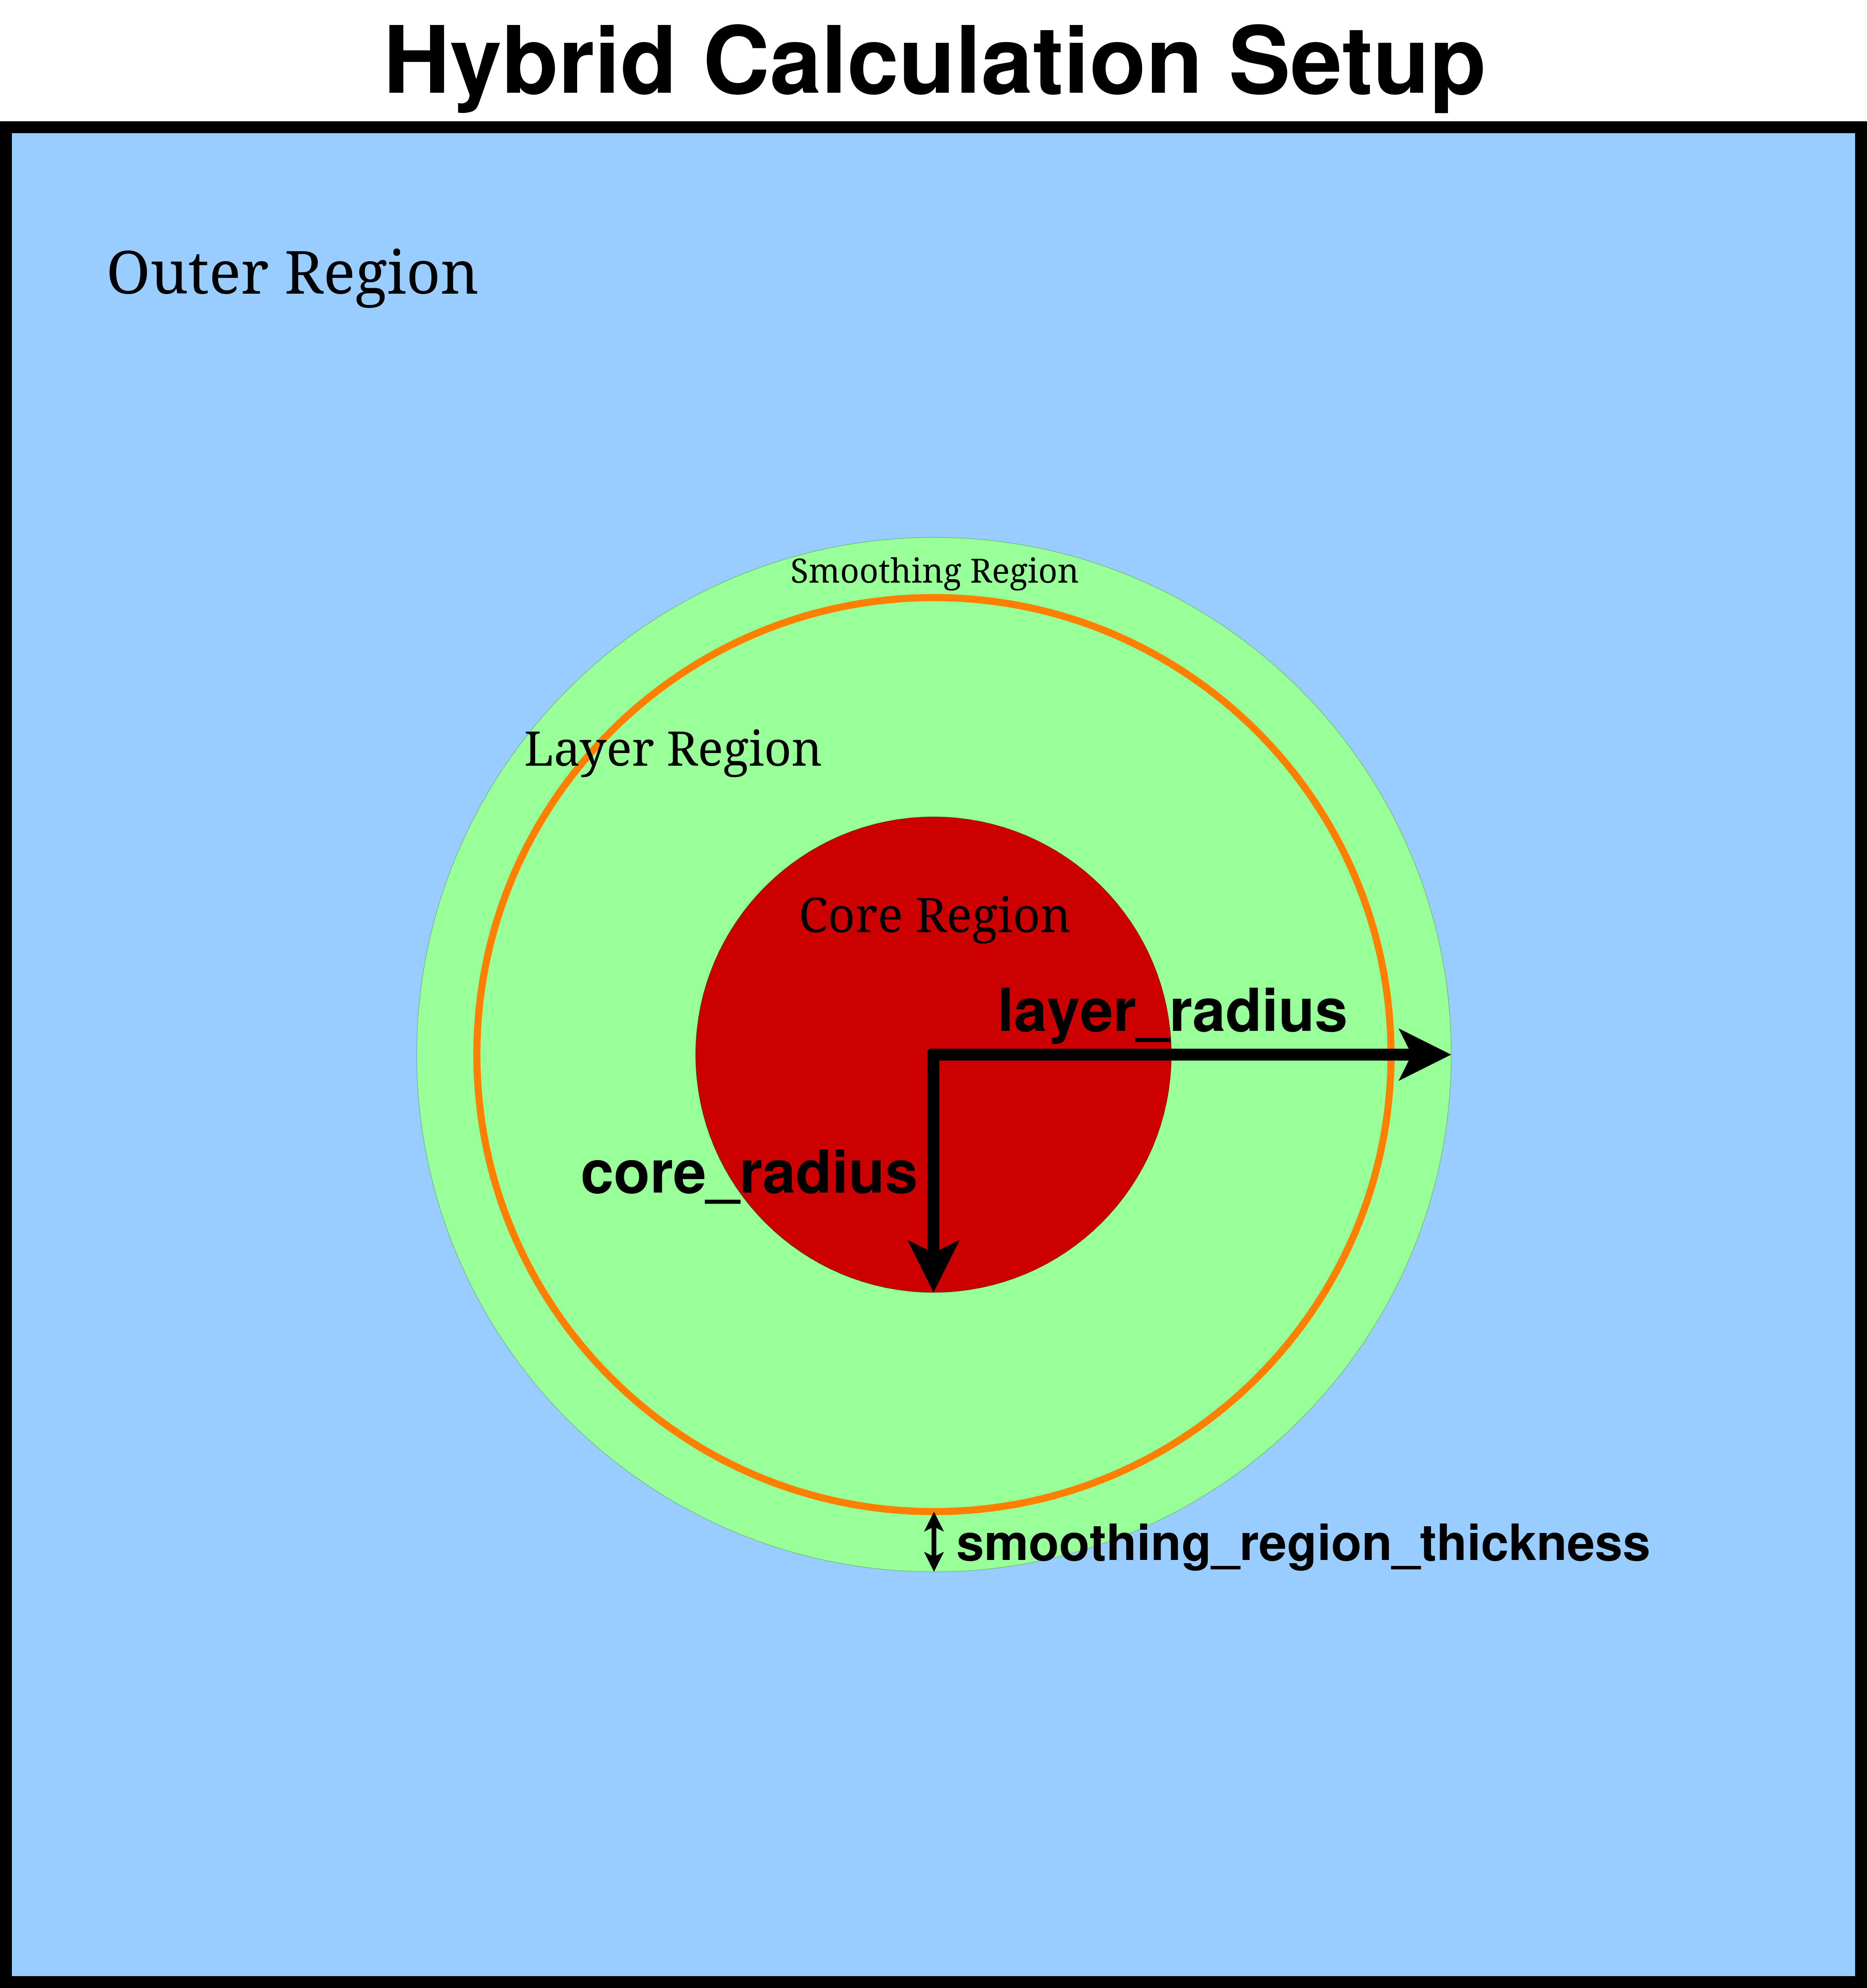 Hybrid Calculation Setup
Outer Region
Smoothing Region
Layer Region
Core Region
layer_radius
core_radius
smoothing_region_thickness